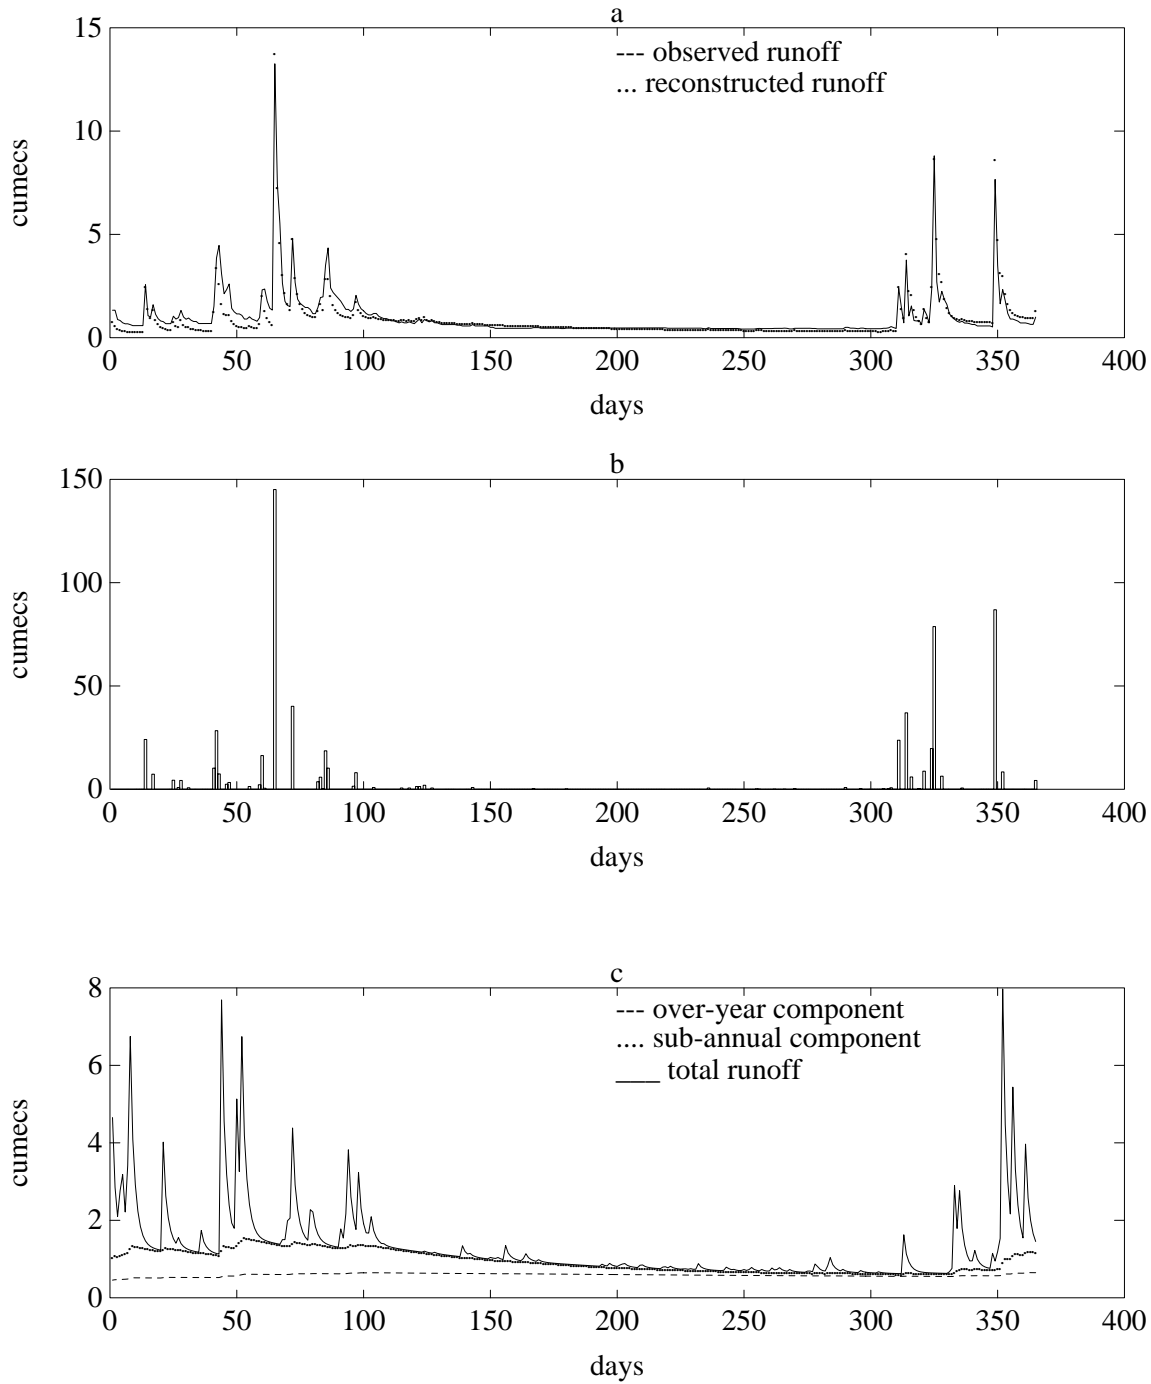 a
15
--- observed runoff
... reconstructed runoff
10
cumecs
5
0
0 50 100 150 200 250 300 350 400
days
b
150
100
cumecs
50
0
0 50 100 150 200 250 300 350 400
days
c
8
--- over-year component
.... sub-annual component
___ total runoff
6
cumecs
4
2
0
0 50 100 150 200 250 300 350 400
days